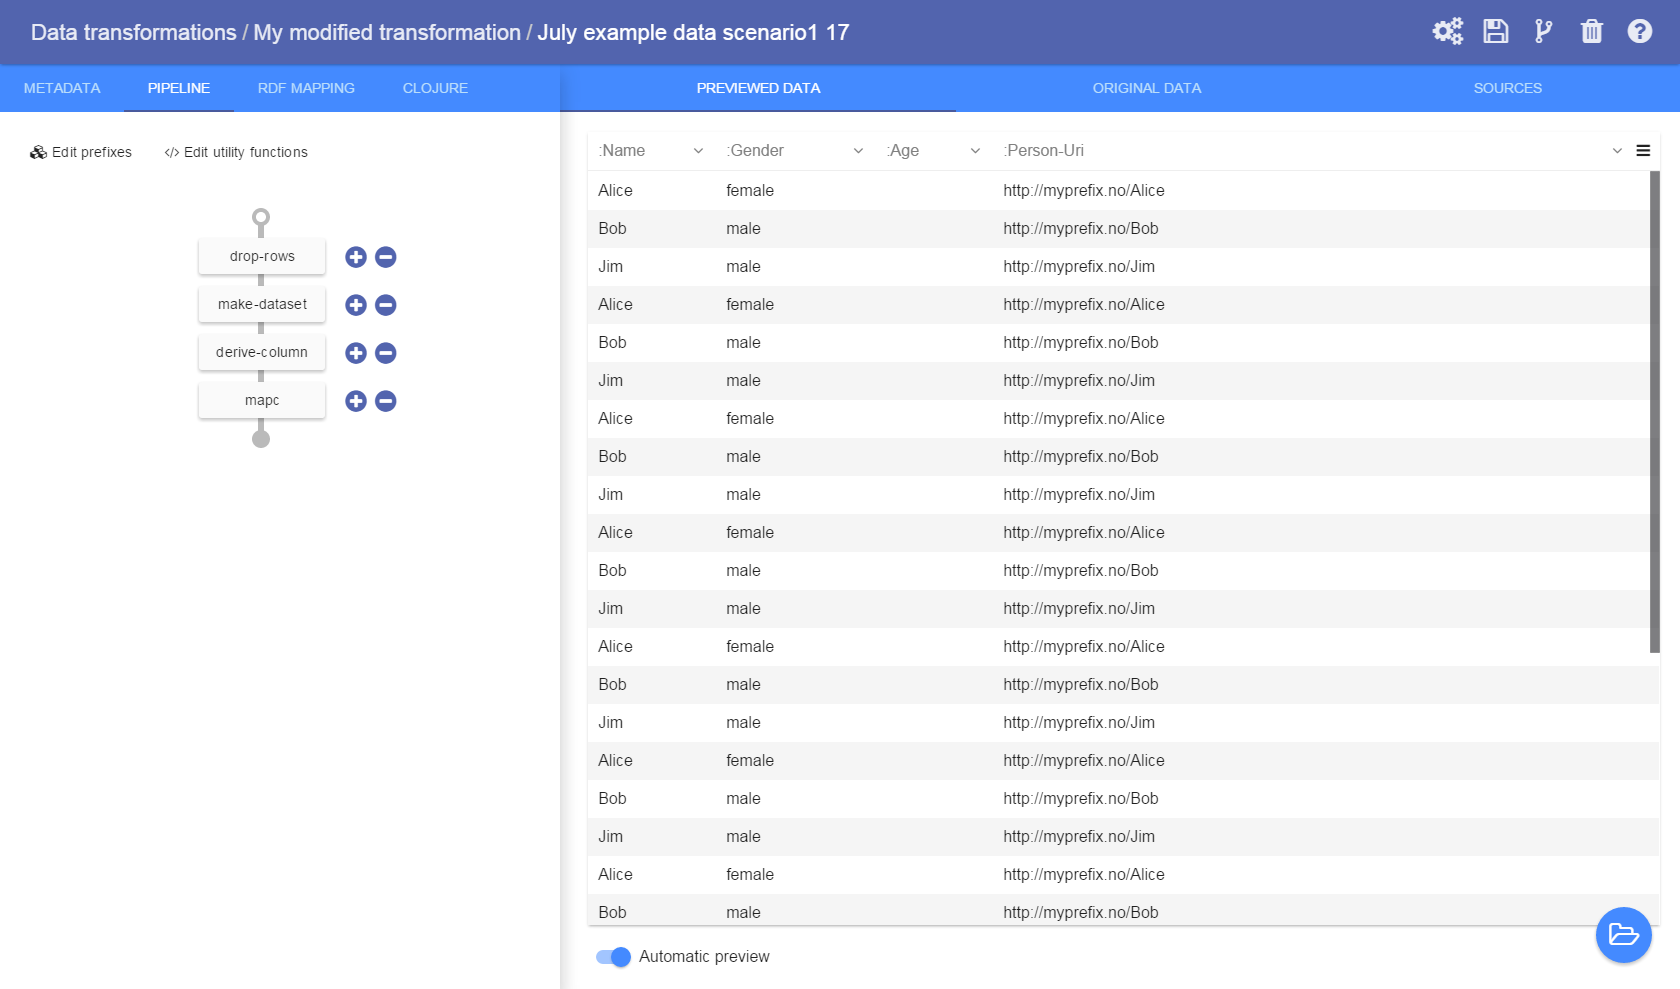 Data transformations / My modified transformation / July example data scenario1 17
METADATA PIPELINE RDF MAPPING CLOJURE PREVIEWED DATA ORIGINAL DATA SOURCES
Edit prefixes </> Edit utility functions
drop-rows
make-dataset
derive-column
mapc
:Name :Gender :Age :Person-Uri
Alice female http://myprefix.no/Alice
Bob male http://myprefix.no/Bob
Jim male http://myprefix.no/Jim
Alice female http://myprefix.no/Alice
Bob male http://myprefix.no/Bob
Jim male http://myprefix.no/Jim
Alice female http://myprefix.no/Alice
Bob male http://myprefix.no/Bob
Jim male http://myprefix.no/Jim
Alice female http://myprefix.no/Alice
Bob male http://myprefix.no/Bob
Jim male http://myprefix.no/Jim
Alice female http://myprefix.no/Alice
Bob male http://myprefix.no/Bob
Jim male http://myprefix.no/Jim
Alice female http://myprefix.no/Alice
Bob male http://myprefix.no/Bob
Jim male http://myprefix.no/Jim
Alice female http://myprefix.no/Alice
Bob male http://myprefix.no/Bob
Automatic preview